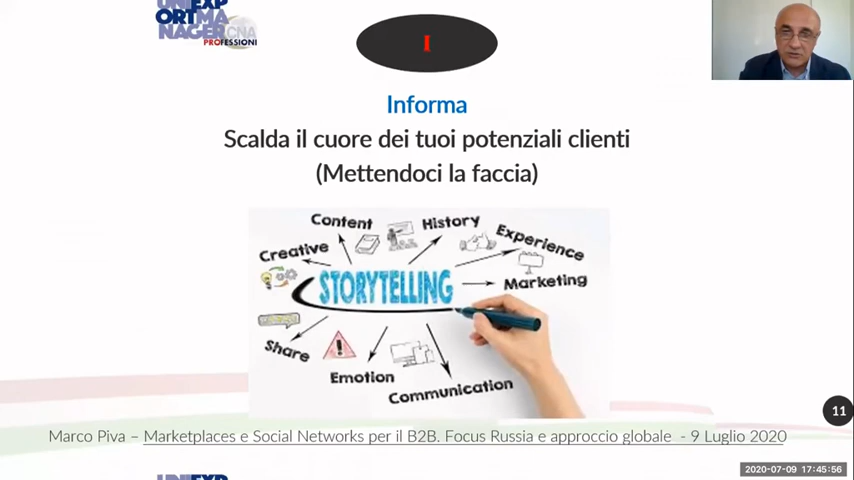 UNIEXP
ORTMA
NAGERCNA
PROFESSIONI
I
Informa
Scalda il cuore dei tuoi potenziali clienti
(Mettendoci la faccia)
Content
History
Creative
Experience
STORYTELLING
Marketing
Share
Emotion
Communication
11
Marco Piva – Marketplaces e Social Networks per il B2B. Focus Russia e approccio globale - 9 Luglio 2020
2020-07-09 17:45:56
UNIEXP